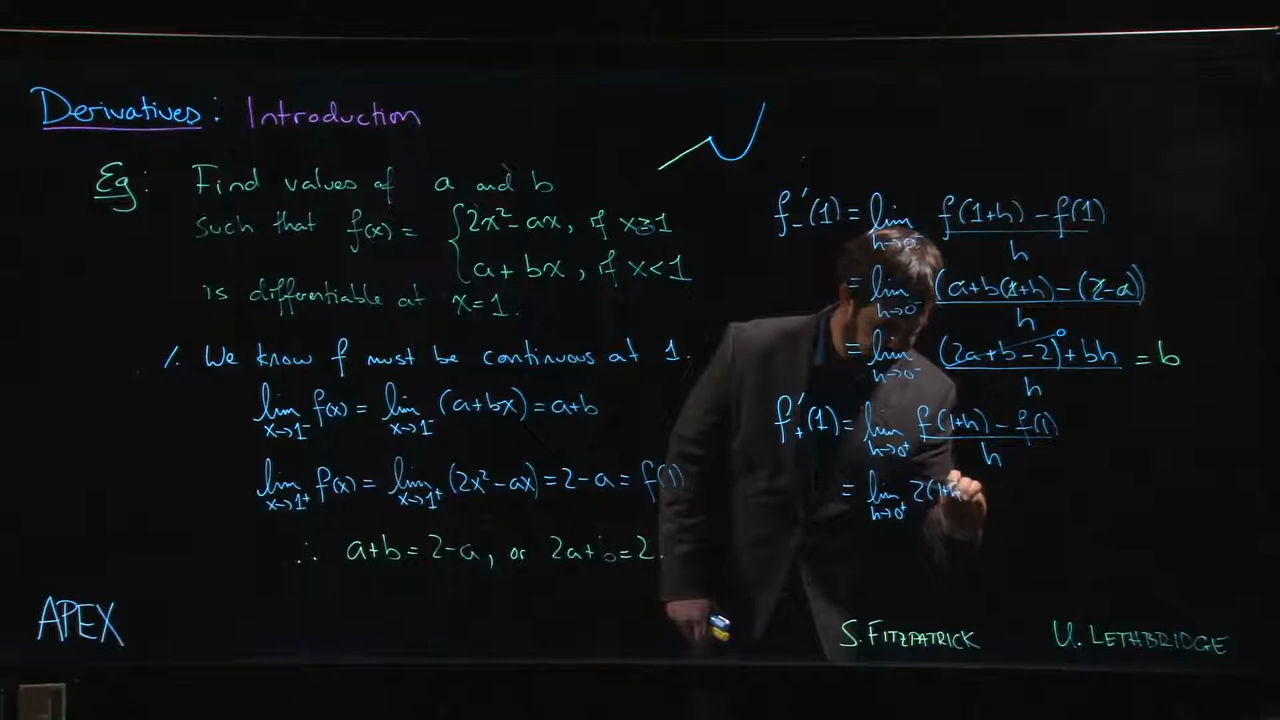 Derivatives: Introduction
Eg: Find values of a and b
such that f(x) = { 2x² - ax, if x≥1
a + bx, if x<1
is differentiable at x=1.
We know f must be continuous at 1.
lim x→1⁻ f(x) = lim x→1⁻ (a+bx) = a+b
lim x→1⁺ f(x) = lim x→1⁺ (2x²-ax) = 2-a = f(1)
∴ a+b = 2-a, or 2a+b=2.
f₋'(1) = lim h→0⁻ f(1+h) - f(1) / h
= lim h→0⁻ (a+b(1+h) - (2-a) / h
= lim h→0⁻ (2a+b-2)⁰ + bh / h = b
f₊'(1) = lim h→0⁺ f(1+h) - f(1) / h
= lim h→0⁺ 2(1+h
APEX
S. FITZPATRICK
U. LETHBRIDGE